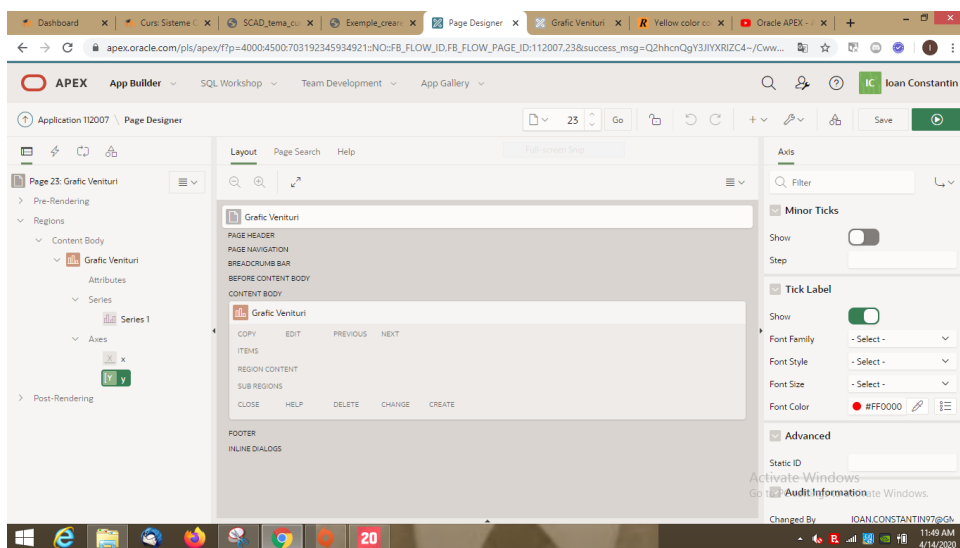 Dashboard
Curs: Sisteme C
SCAD_tema_cu
Exemple_crear
Page Designer
Grafic Venituri
Yellow color co
Oracle APEX -
apex.oracle.com/pls/apex/f?p=4000:4500:703192345934921::NO::FB_FLOW_ID,FB_FLOW_PAGE_ID:112007,23&success_msg=Q2hhcnQgY3JlYXRlZC4~/Cww...
APEX App Builder SQL Workshop Team Development App Gallery IC Ioan Constantin
Application 112007 \ Page Designer 23 Go Save
Layout Page Search Help Full-screen Snip Axis
Page 23: Grafic Venituri
Filter
Pre-Rendering
Regions
Content Body
Grafic Venituri
Attributes
Series
Series 1
Axes
x
Y y
Post-Rendering
Grafic Venituri
PAGE HEADER
PAGE NAVIGATION
BREADCRUMB BAR
BEFORE CONTENT BODY
CONTENT BODY
Grafic Venituri
COPY EDIT PREVIOUS NEXT
ITEMS
REGION CONTENT
SUB REGIONS
CLOSE HELP DELETE CHANGE CREATE
FOOTER
INLINE DIALOGS
Minor Ticks
Show
Step
Tick Label
Show
Font Family - Select -
Font Style - Select -
Font Size - Select -
Font Color #FF0000
Advanced
Static ID
Activate Windows
Audit Information
Changed By IOAN.CONSTANTIN97@GM
20
11:49 AM
4/14/2020